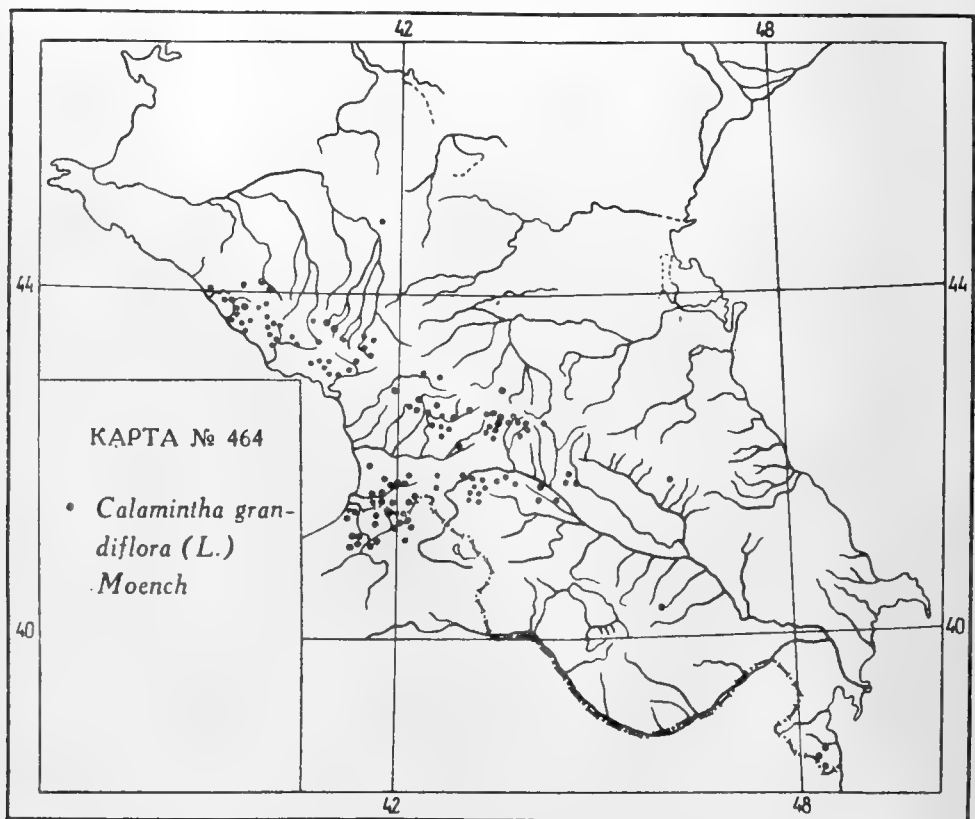 42 48
44 44
КАРТА № 464
• Calamintha gran-
diflora (L.)
Moench
40 40
42 48